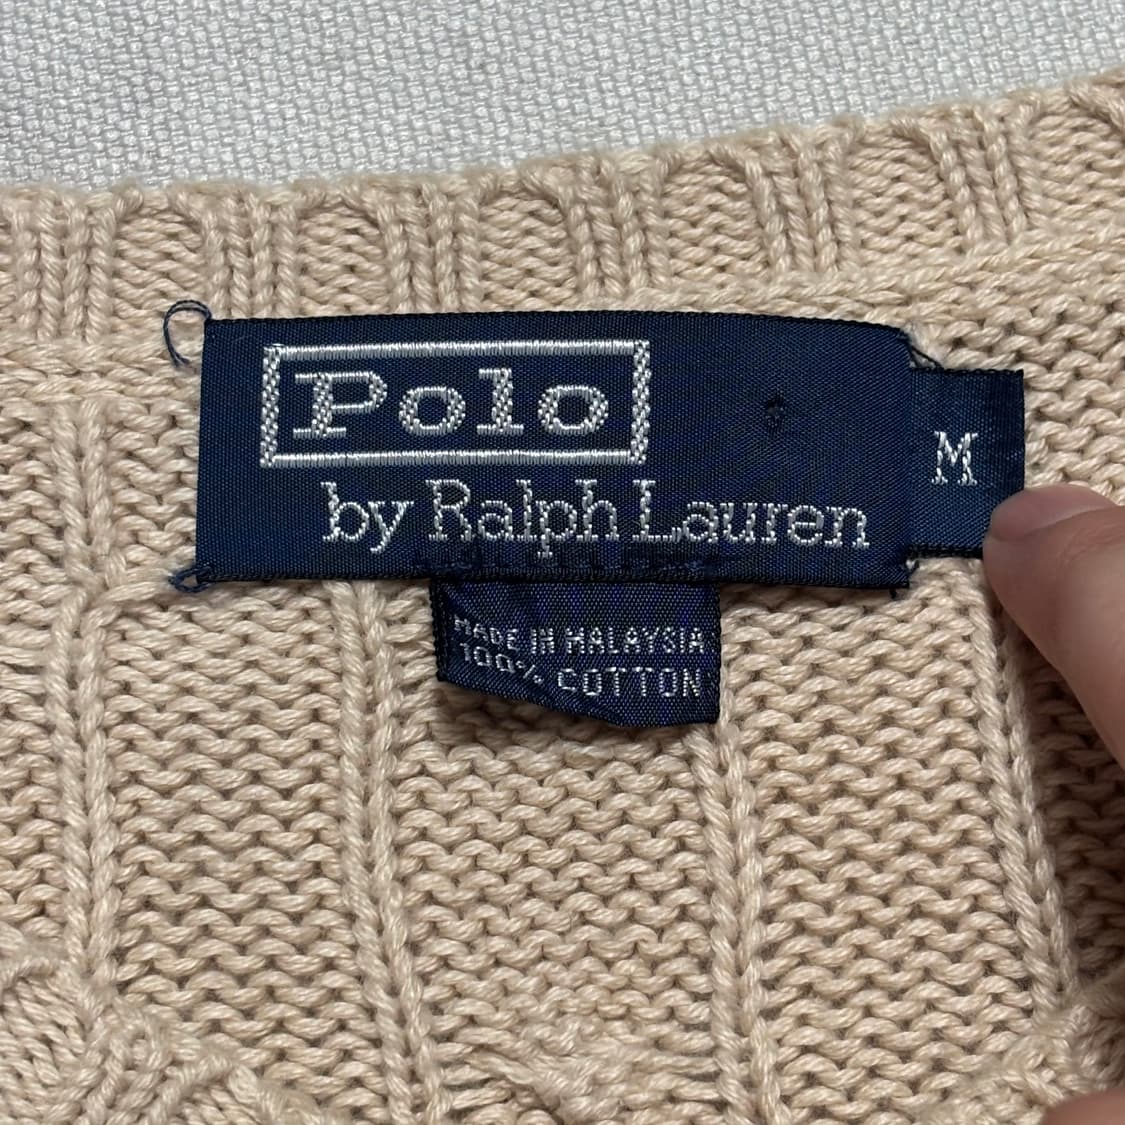 Polo
by Ralph Lauren
M
MADE IN MALAYSIA
100% COTTON